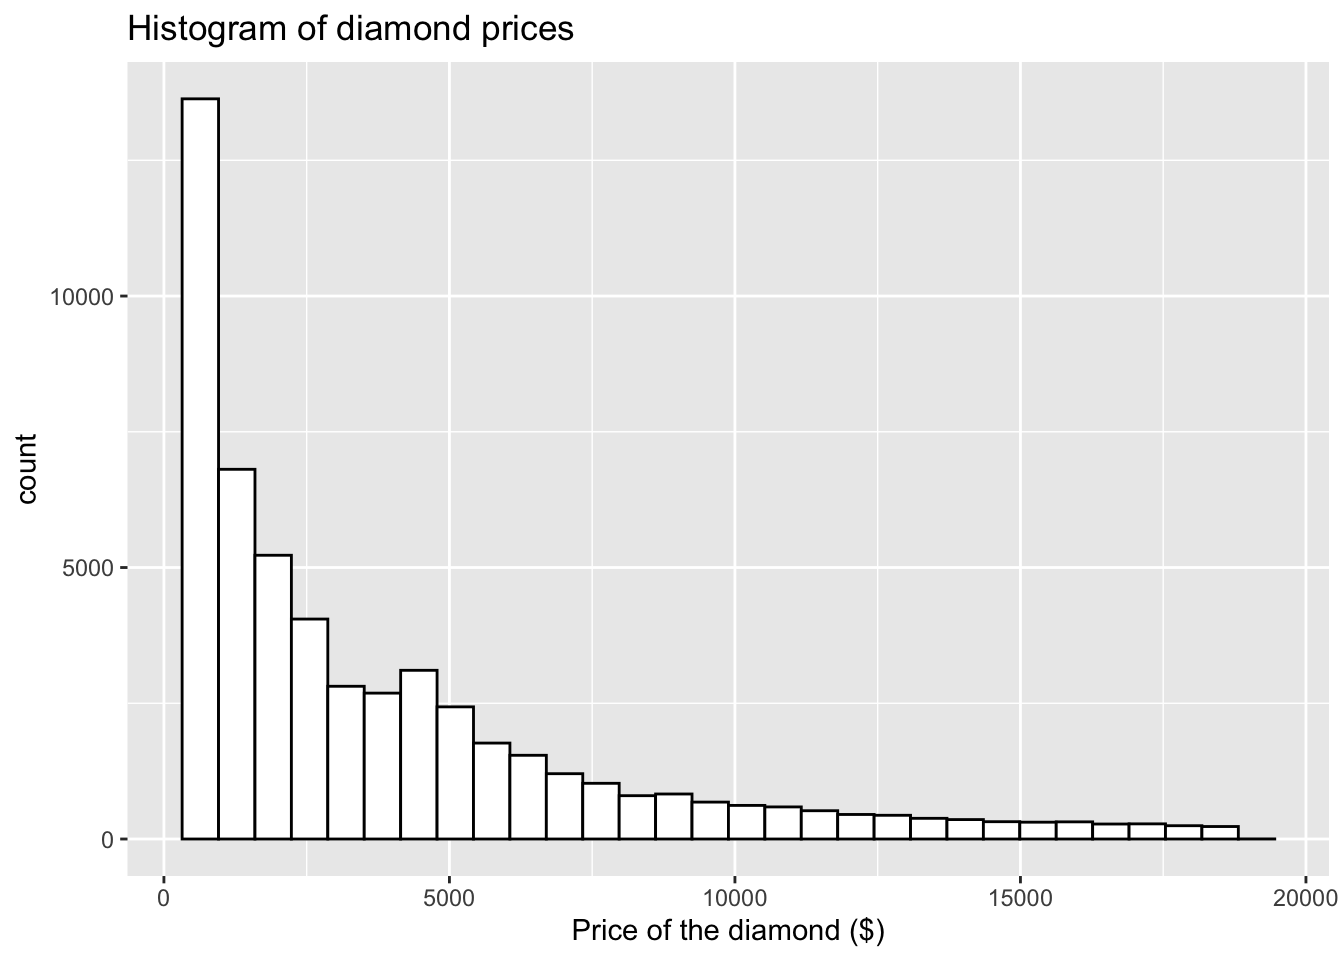 Histogram of diamond prices
10000
5000
0
count
0 5000 10000 15000 20000
Price of the diamond ($)